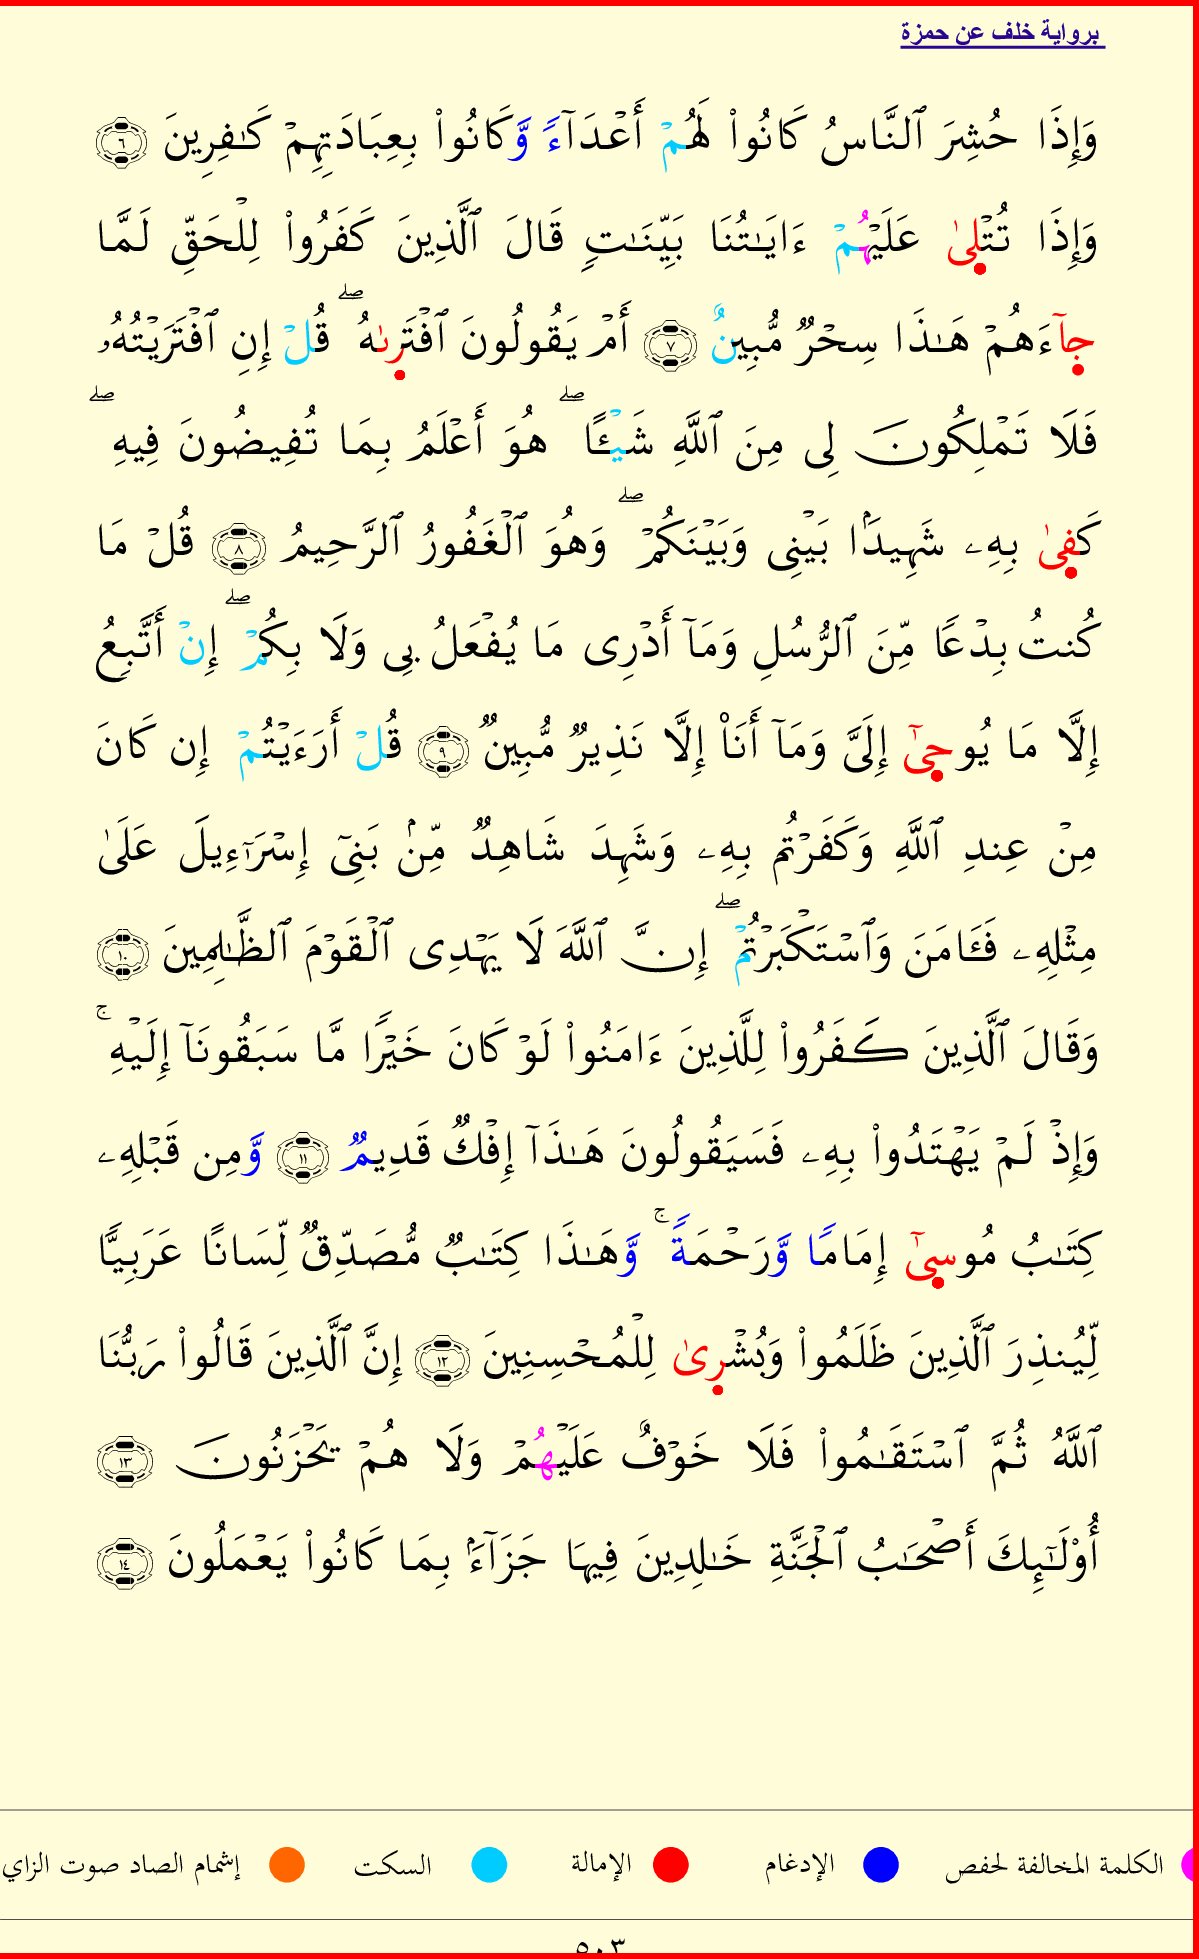 برواية خلف عن حمزة
وَإِذَا حُشِرَ ٱلنَّاسُ كَانُوا۟ لَهُمۡ أَعۡدَآءً وَّكَانُوا۟ بِعِبَادَتِهِمۡ كَـٰفِرِينَ ٦
وَإِذَا تُتۡلِىٰ عَلَيۡهُمۡ ءَايَـٰتُنَا بَيِّنَـٰتٍ قَالَ ٱلَّذِينَ كَفَرُوا۟ لِلۡحَقِّ لَمَّا
جِآءَهُمۡ هَـٰذَا سِحۡرٌ مُّبِينٌ ٧ أَمۡ يَقُولُونَ ٱفۡتَرِىٰهُ ۖ قُلۡ إِنِ ٱفۡتَرَيۡتُهُۥ
فَلَا تَمۡلِكُونَ لِى مِنَ ٱللَّهِ شَيۡـًٔا ۖ هُوَ أَعۡلَمُ بِمَا تُفِيضُونَ فِيهِ ۖ
كَفِىٰ بِهِۦ شَهِيدَۢا بَيۡنِى وَبَيۡنَكُمۡ ۖ وَهُوَ ٱلۡغَفُورُ ٱلرَّحِيمُ ٨ قُلۡ مَا
كُنتُ بِدۡعًا مِّنَ ٱلرُّسُلِ وَمَآ أَدۡرِى مَا يُفۡعَلُ بِى وَلَا بِكُمۡ ۖ إِنۡ أَتَّبِعُ
إِلَّا مَا يُوحِىٰٓ إِلَىَّ وَمَآ أَنَا۠ إِلَّا نَذِيرٌ مُّبِينٌ ٩ قُلۡ أَرَءَيۡتُمۡ إِن كَانَ
مِنۡ عِندِ ٱللَّهِ وَكَفَرۡتُم بِهِۦ وَشَهِدَ شَاهِدٌ مِّنۢ بَنِىٓ إِسۡرَٰٓءِيلَ عَلَىٰ
مِثۡلِهِۦ فَـَٔامَنَ وَٱسۡتَكۡبَرۡتُمۡ ۖ إِنَّ ٱللَّهَ لَا يَهۡدِى ٱلۡقَوۡمَ ٱلظَّـٰلِمِينَ ١٠
وَقَالَ ٱلَّذِينَ كَفَرُوا۟ لِلَّذِينَ ءَامَنُوا۟ لَوۡ كَانَ خَيۡرًا مَّا سَبَقُونَآ إِلَيۡهِ ۚ
وَإِذۡ لَمۡ يَهۡتَدُوا۟ بِهِۦ فَسَيَقُولُونَ هَـٰذَآ إِفۡكٌ قَدِيمٌ ١١ وَّمِن قَبۡلِهِۦ
كِتَـٰبُ مُوسِىٰٓ إِمَامًا وَّرَحۡمَةً ۚ وَّهَـٰذَا كِتَـٰبٌ مُّصَدِّقٌ لِّسَانًا عَرَبِيًّا
لِّيُنذِرَ ٱلَّذِينَ ظَلَمُوا۟ وَبُشۡرِىٰ لِلۡمُحۡسِنِينَ ١٢ إِنَّ ٱلَّذِينَ قَالُوا۟ رَبُّنَا
ٱللَّهُ ثُمَّ ٱسۡتَقَـٰمُوا۟ فَلَا خَوۡفٌ عَلَيۡهُمۡ وَلَا هُمۡ يَحۡزَنُونَ ١٣
أُو۟لَـٰٓئِكَ أَصۡحَـٰبُ ٱلۡجَنَّةِ خَـٰلِدِينَ فِيهَا جَزَآءَۢ بِمَا كَانُوا۟ يَعۡمَلُونَ ١٤
الكلمة المخالفة لحفص الإدغام الإمالة السكت إشمام الصاد صوت الزاي
٥٠٣